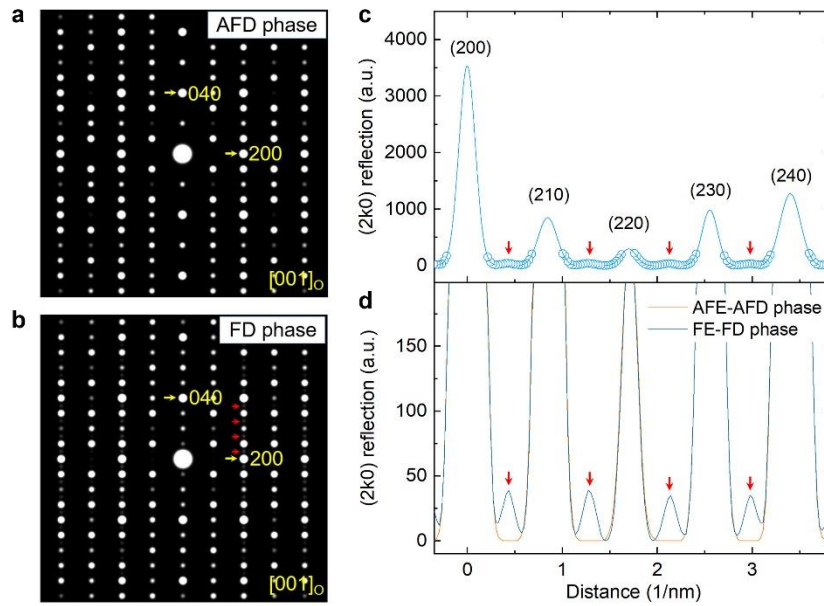 a
AFD phase
040
200
[001]O
b
FD phase
040
200
[001]O
c
(2k0) reflection (a.u.)
4000
3000
2000
1000
0
(200)
(210)
(220)
(230)
(240)
d
AFE-AFD phase
FE-FD phase
(2k0) reflection (a.u.)
150
100
50
0
0 1 2 3
Distance (1/nm)